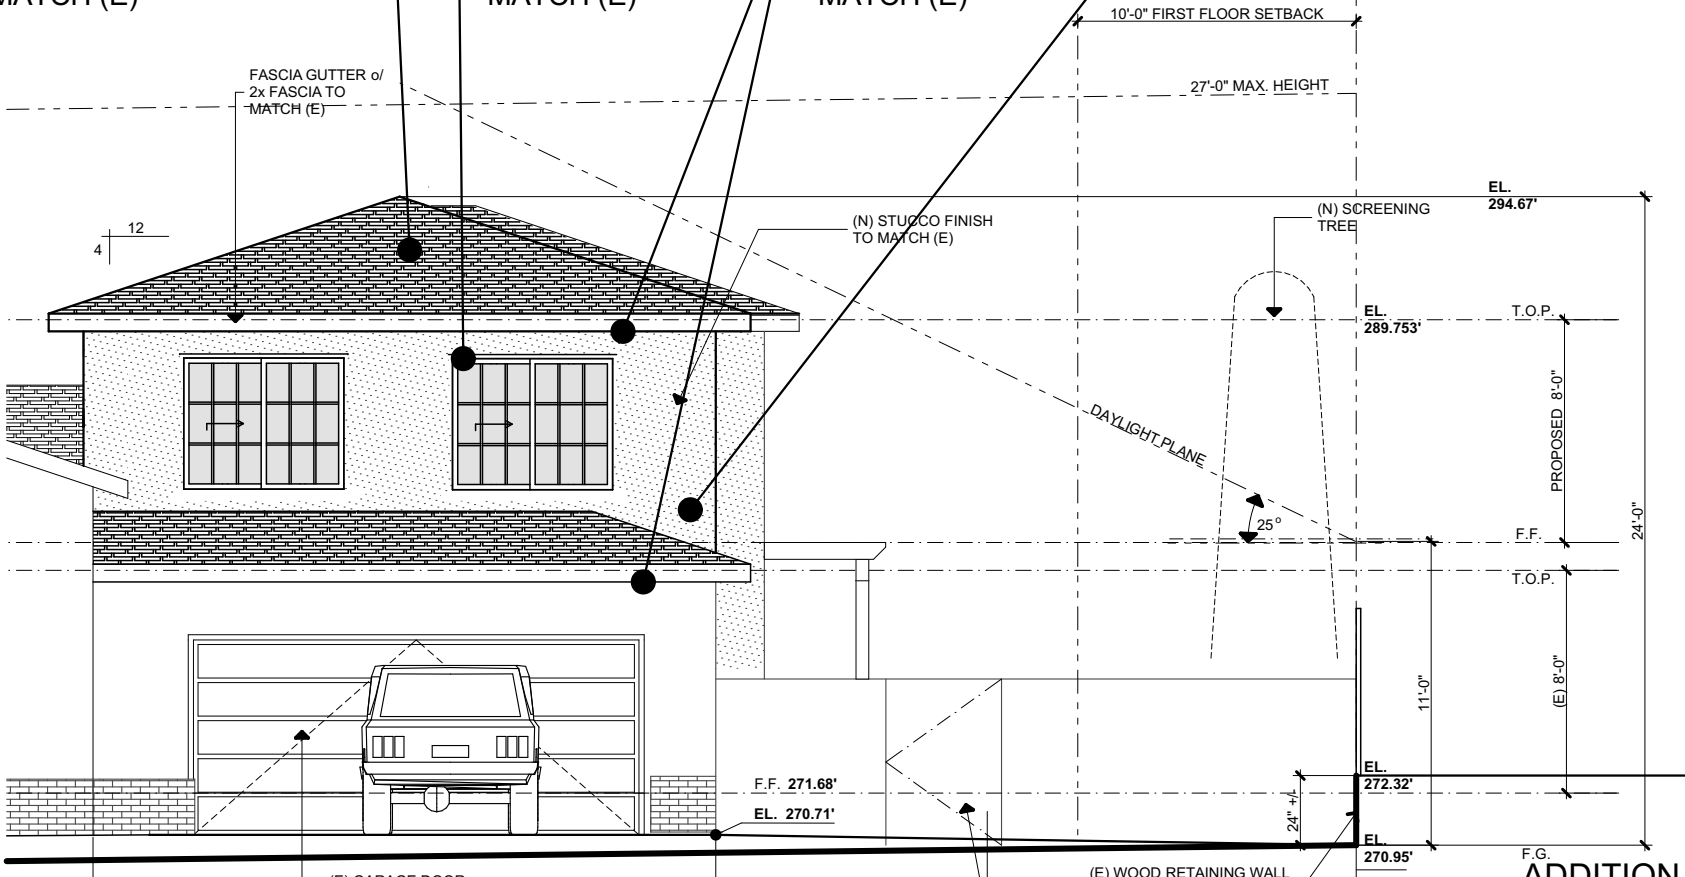 MATCH (E)
MATCH (E)
MATCH (E)
10'-0" FIRST FLOOR SETBACK
FASCIA GUTTER o/
2x FASCIA TO
MATCH (E)
27'-0" MAX. HEIGHT
EL.
294.67'
(N) SCREENING
TREE
(N) STUCCO FINISH
TO MATCH (E)
12
4
EL.
289.753'
T.O.P.
PROPOSED 8'-0"
DAYLIGHT PLANE
25°
24'-0"
F.F.
T.O.P.
11'-0"
(E) 8'-0"
F.F. 271.68'
EL. 270.71'
24" +/-
EL.
272.32'
EL.
270.95'
F.G.
(E) GARAGE DOOR
(E) WOOD RETAINING WALL
ADDITION